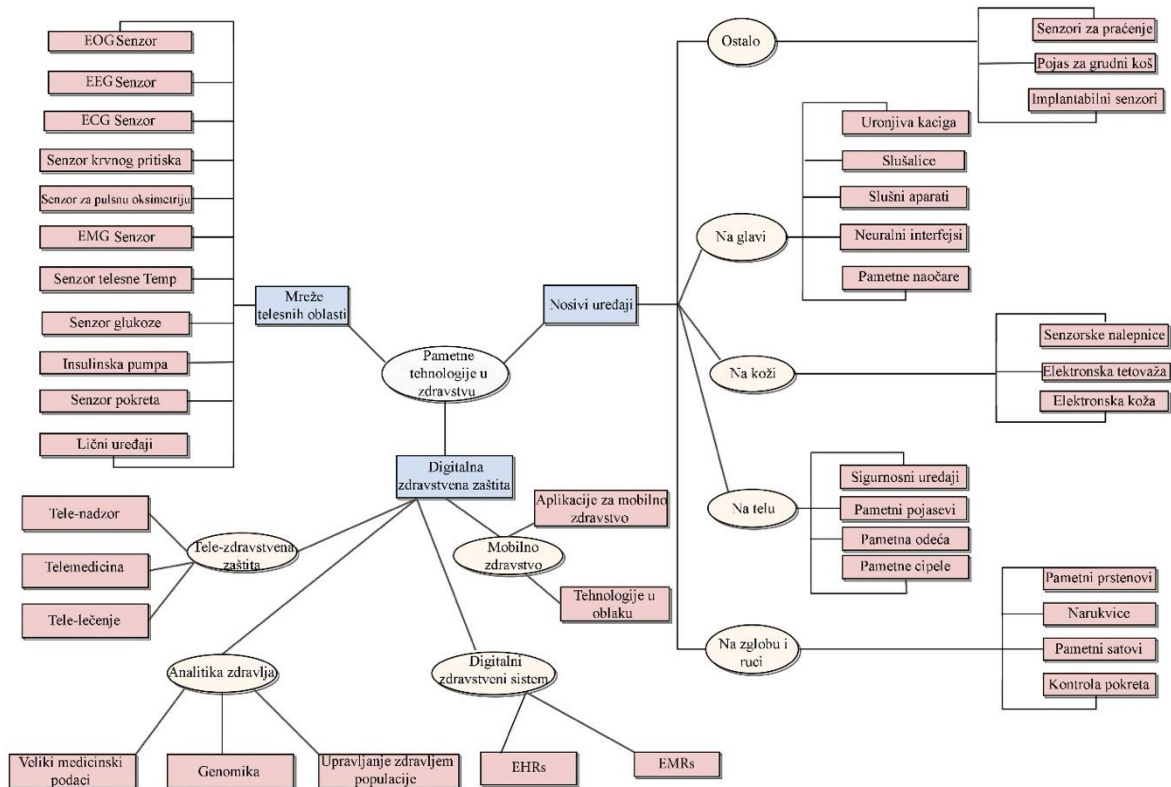 EOG Senzor
EEG Senzor
ECG Senzor
Senzor krvnog pritiska
Senzor za pulsnu oksimetriju
EMG Senzor
Senzor telesne Temp
Senzor glukoze
Insulinska pumpa
Senzor pokreta
Lični uređaji
Mreže
telesnih oblasti
Nosivi uređaji
Pametne
tehnologije u
zdravstvu
Digitalna
zdravstvena zaštita
Ostalo
Senzori za praćenje
Pojas za grudni koš
Implantabilni senzori
Na glavi
Uronjiva kaciga
Slušalice
Slušni aparati
Neuralni interfejsi
Pametne naočare
Na koži
Senzorske nalepnice
Elektronska tetovaža
Elektronska koža
Na telu
Sigurnosni uređaji
Pametni pojasevi
Pametna odeća
Pametne cipele
Na zglobu i
ruci
Pametni prstenovi
Narukvice
Pametni satovi
Kontrola pokreta
Tele-nadzor
Telemedicina
Tele-lečenje
Tele-zdravstvena
zaštita
Aplikacije za mobilno
zdravstvo
Mobilno
zdravstvo
Tehnologije u
oblaku
Analitika zdravlja
Digitalni
zdravstveni sistem
Veliki medicinski
podaci
Genomika
Upravljanje zdravljem
populacije
EHRs
EMRs